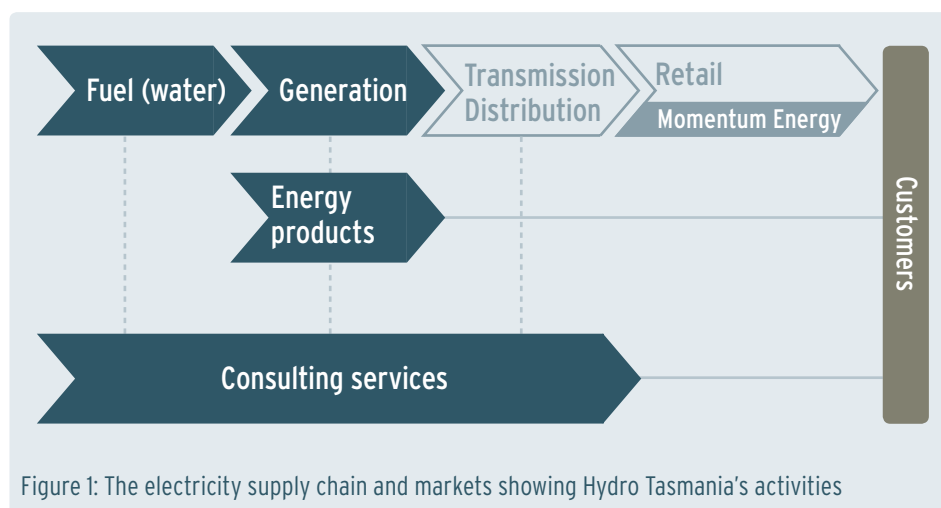 Fuel (water)
Generation
Transmission
Distribution
Retail
Momentum Energy
Energy
products
Customers
Consulting services
Figure 1: The electricity supply chain and markets showing Hydro Tasmania's activities